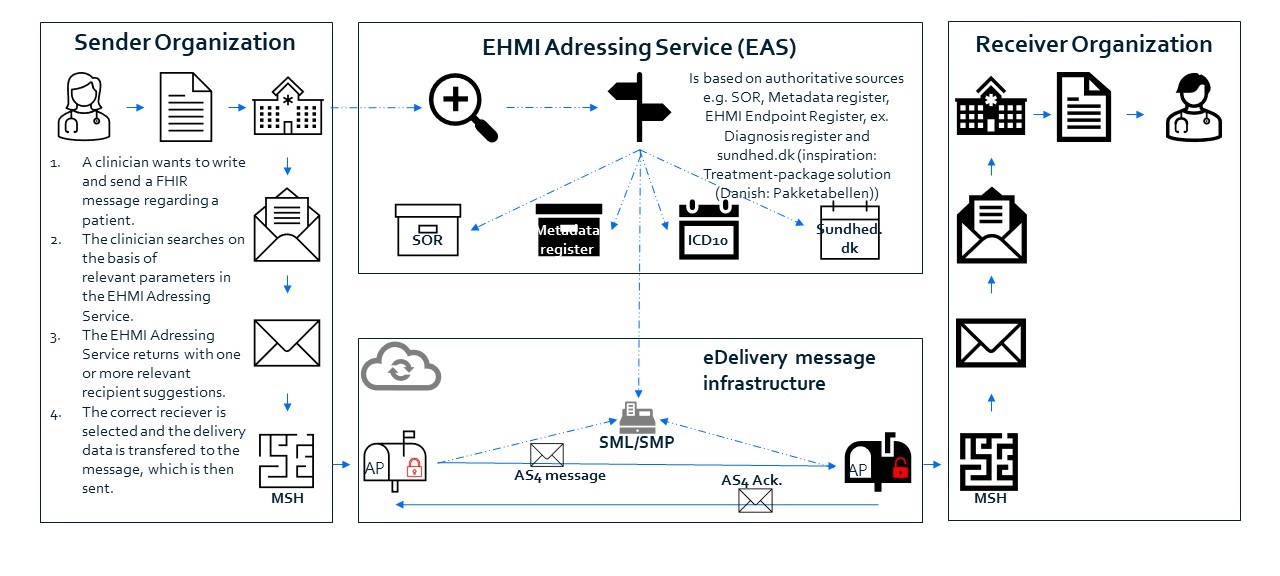 Sender Organization
1. A clinician wants to write
and send a FHIR
message regarding a
patient.
2. The clinician searches on
the basis of
relevant parameters in
the EHMI Adressing
Service.
3. The EHMI Adressing
Service returns with one
or more relevant
recipient suggestions.
4. The correct reciever is
selected and the delivery
data is transfered to the
message, which is then
sent.
MSH
EHMI Adressing Service (EAS)
Is based on authoritative sources
e.g. SOR, Metadata register,
EHMI Endpoint Register, ex.
Diagnosis register and
sundhed.dk (inspiration:
Treatment-package solution
(Danish: Pakketabellen))
SOR
Metadata
register
ICD10
Sundhed.
dk
eDelivery message
infrastructure
SML/SMP
AP
AS4 message
AS4 Ack.
AP
Receiver Organization
MSH